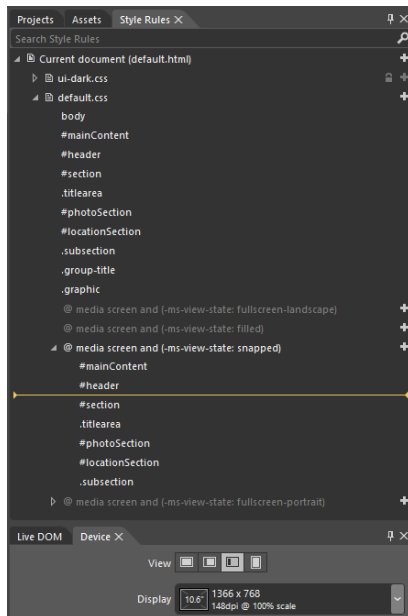 Projects Assets Style Rules
Search Style Rules
Current document (default.html)
ui-dark.css
default.css
body
#mainContent
#header
#section
.titlearea
#photoSection
#locationSection
.subsection
.group-title
.graphic
@ media screen and (-ms-view-state: fullscreen-landscape)
@ media screen and (-ms-view-state: filled)
@ media screen and (-ms-view-state: snapped)
#mainContent
#header
#section
.titlearea
#photoSection
#locationSection
.subsection
@ media screen and (-ms-view-state: fullscreen-portrait)
Live DOM Device
View
Display 10.6" 1366 x 768
148dpi @ 100% scale